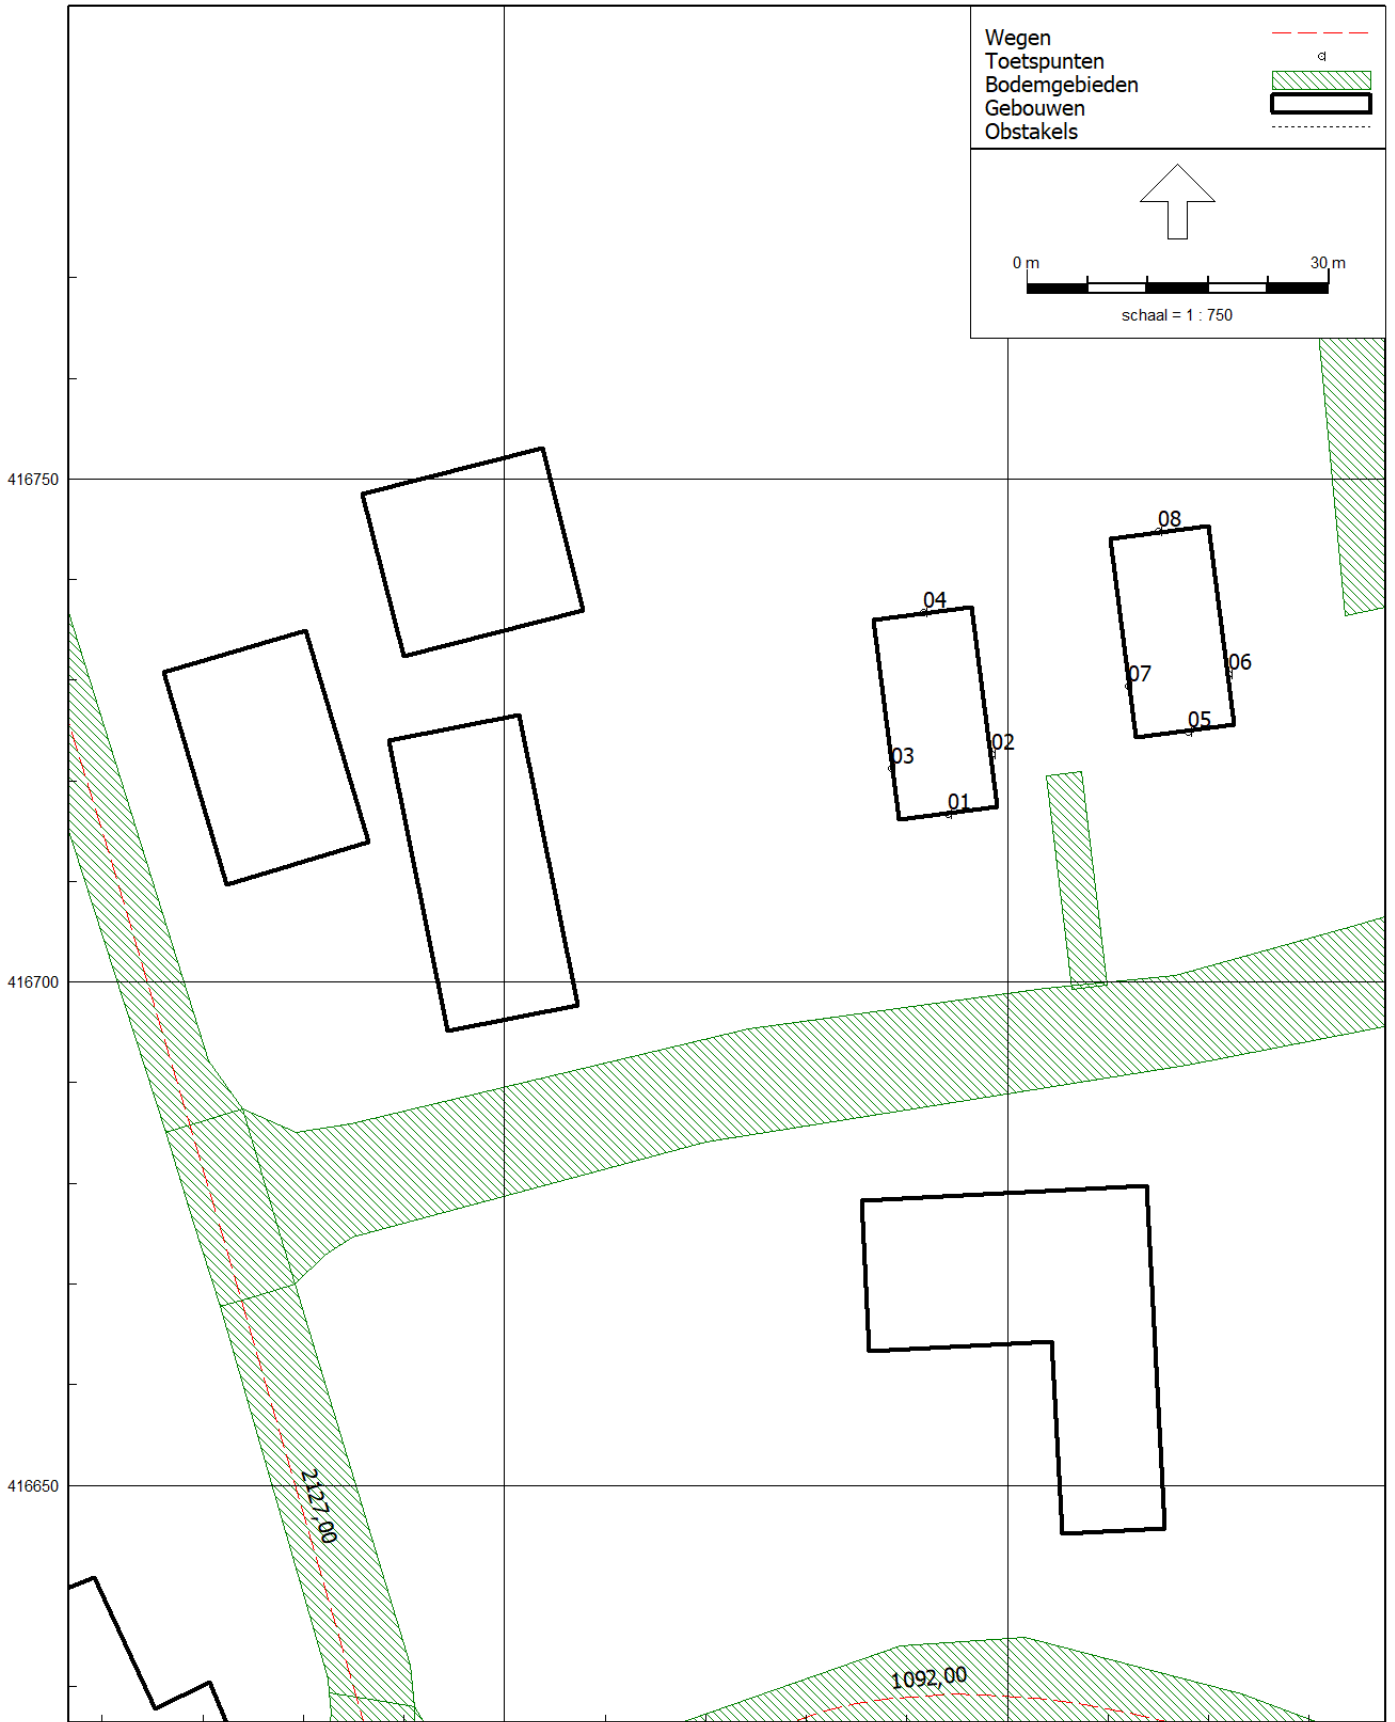 Wegen
Toetspunten
Bodemgebieden
Gebouwen
Obstakels
0 m 30 m
schaal = 1 : 750
416750
08
04
06
07
05
02
03
01
416700
416650
2127,00
1092,00